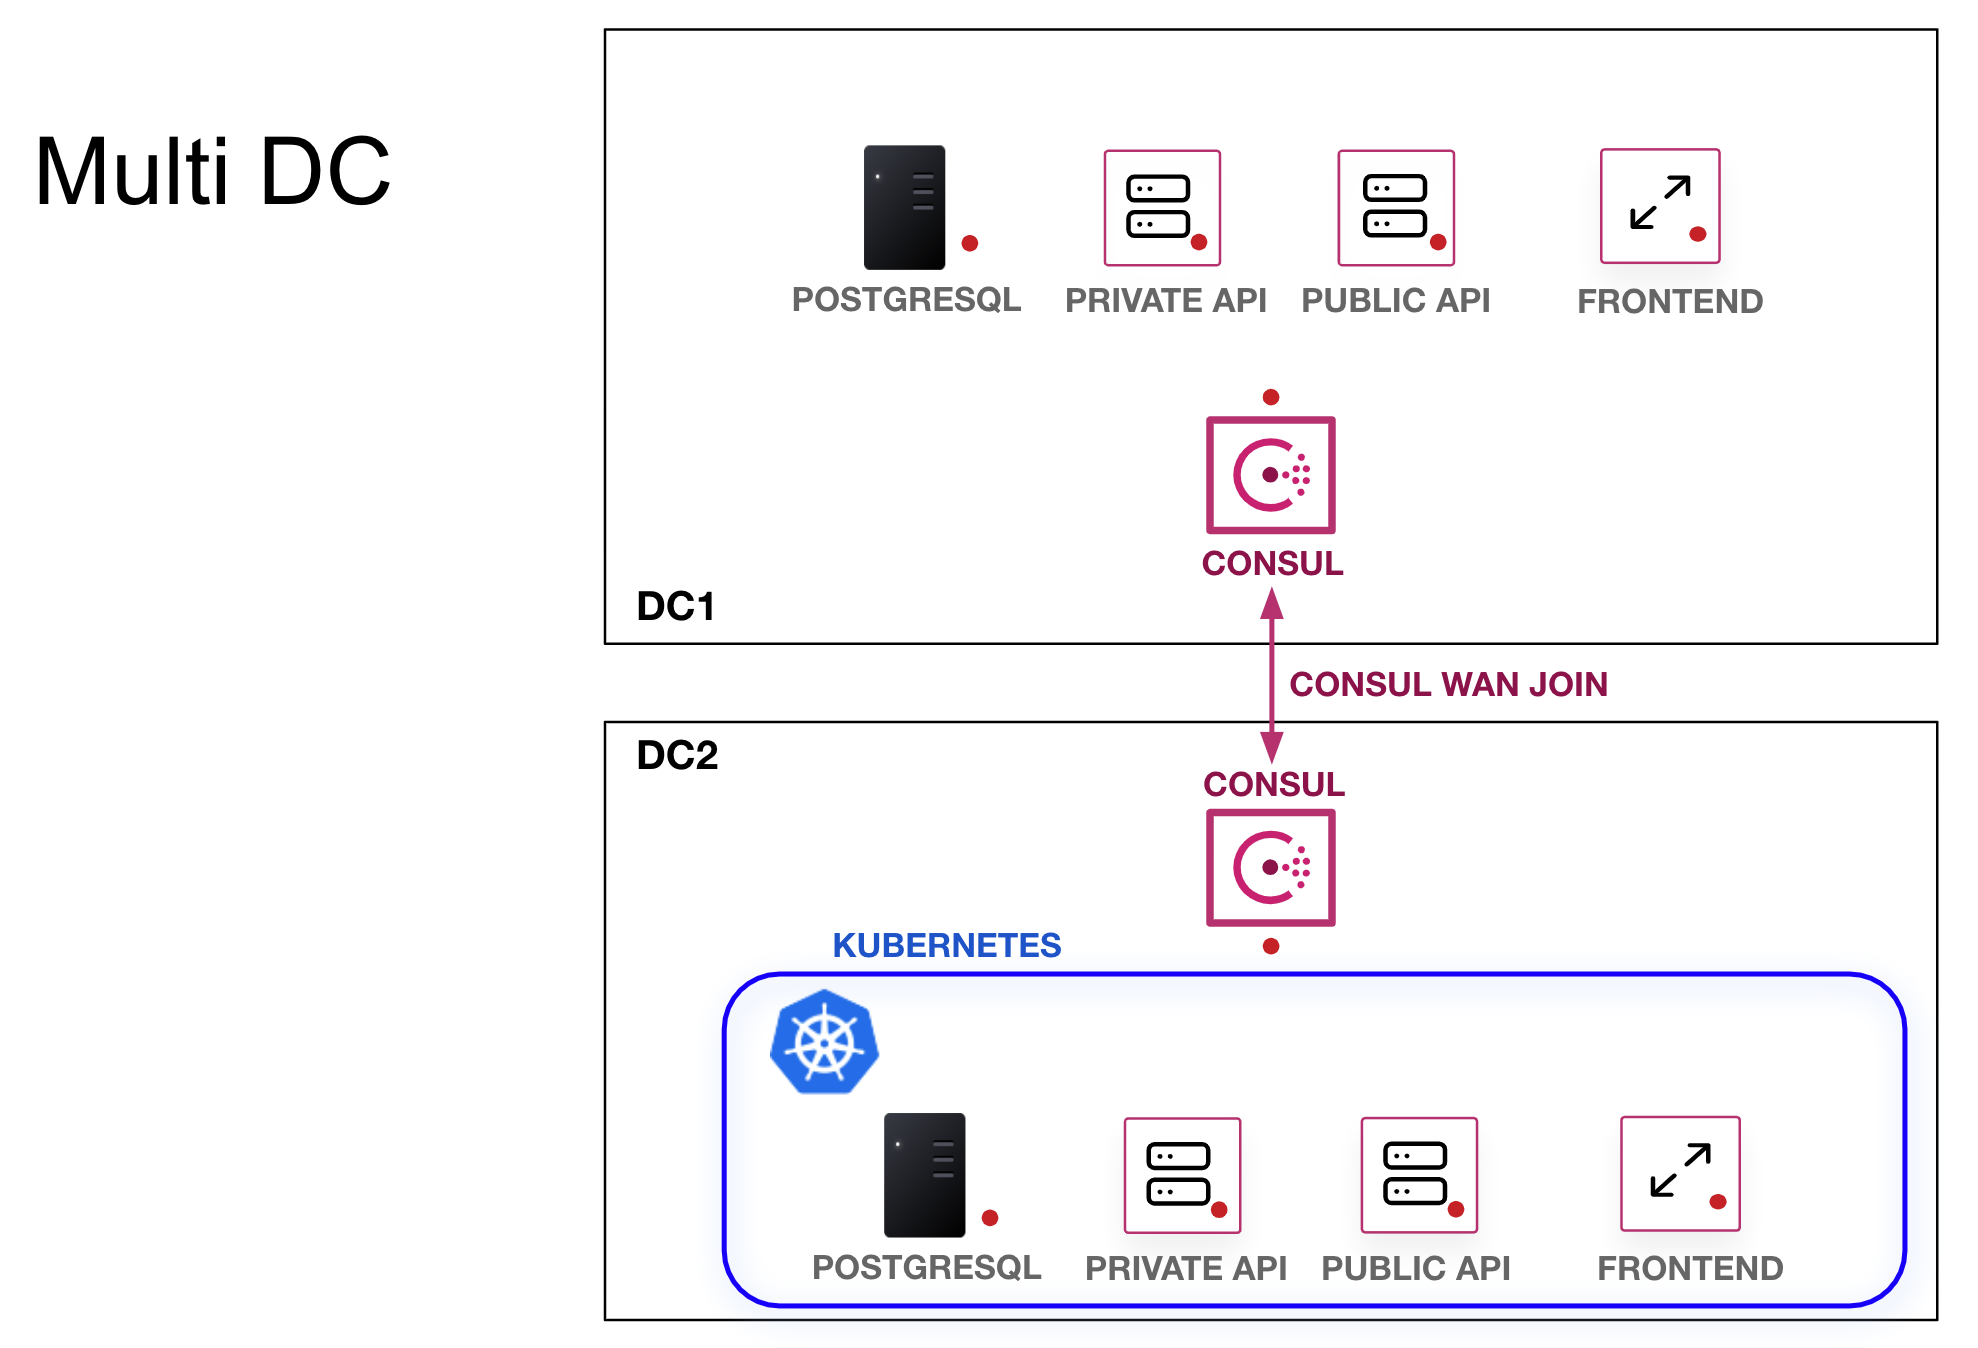 Multi DC
POSTGRESQL
PRIVATE API
PUBLIC API
FRONTEND
CONSUL
DC1
CONSUL WAN JOIN
DC2
CONSUL
KUBERNETES
POSTGRESQL
PRIVATE API
PUBLIC API
FRONTEND